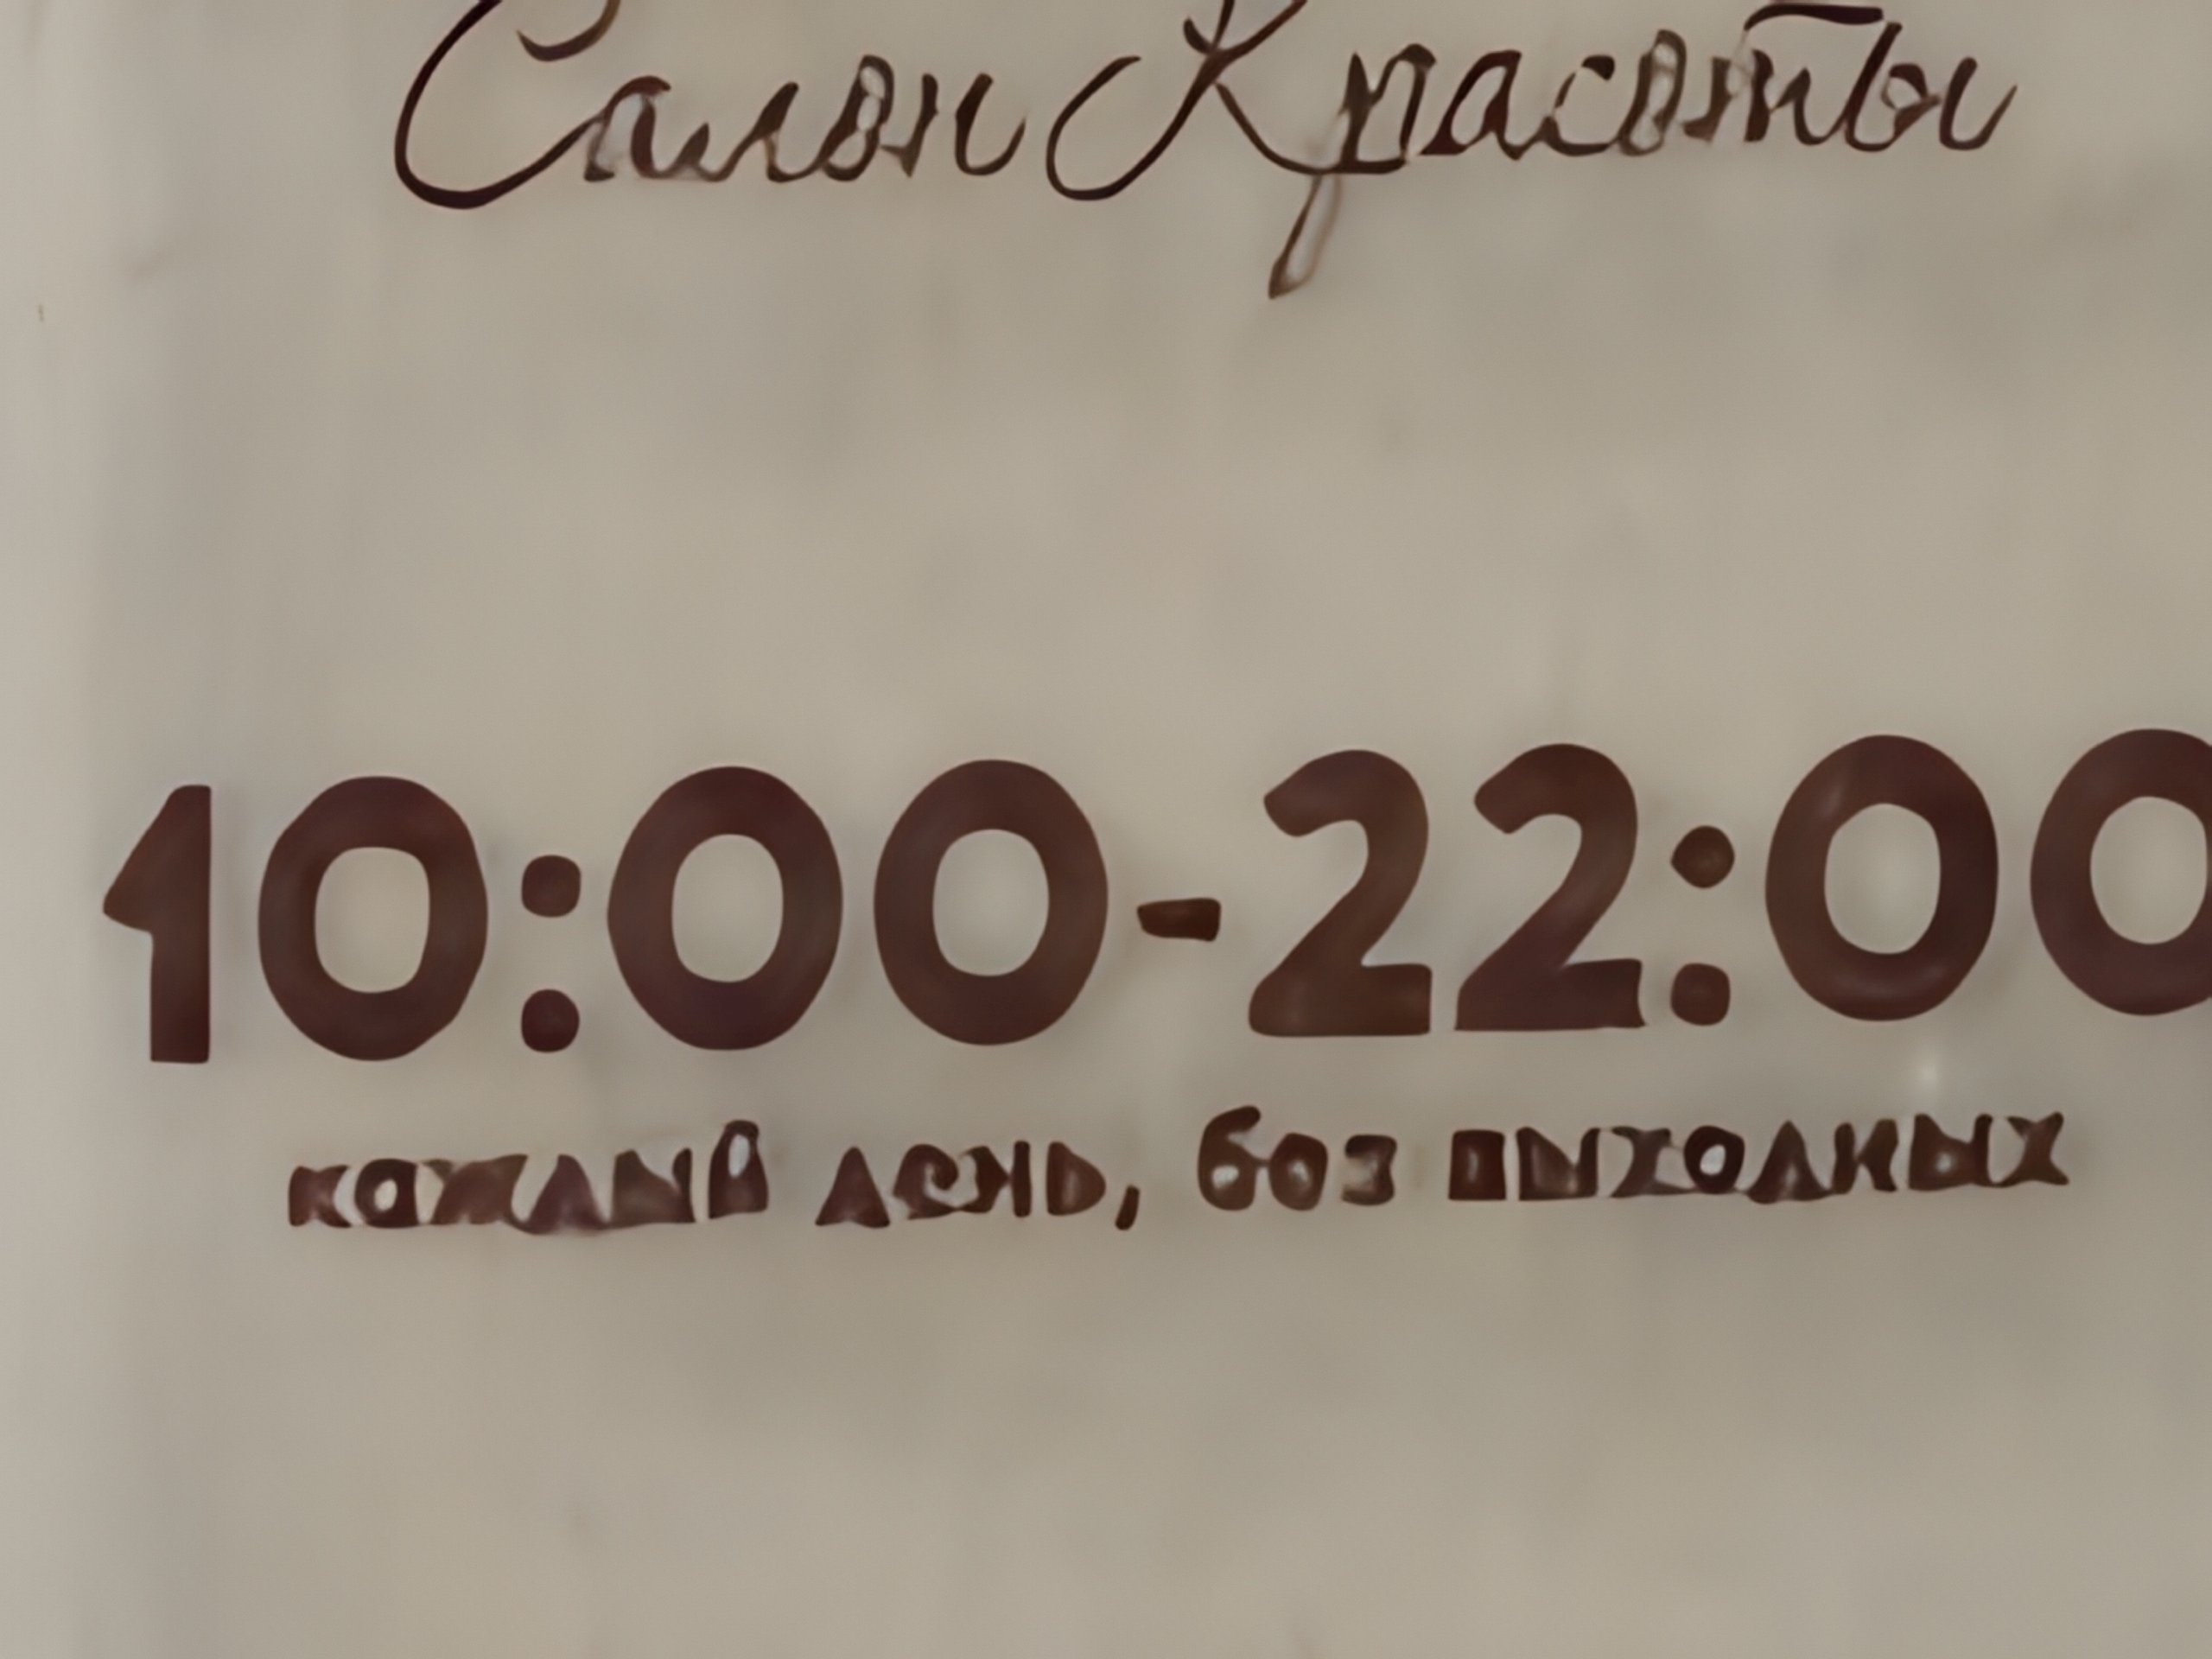 Салон Красоты
10:00-22:00
каждый день, без выходных